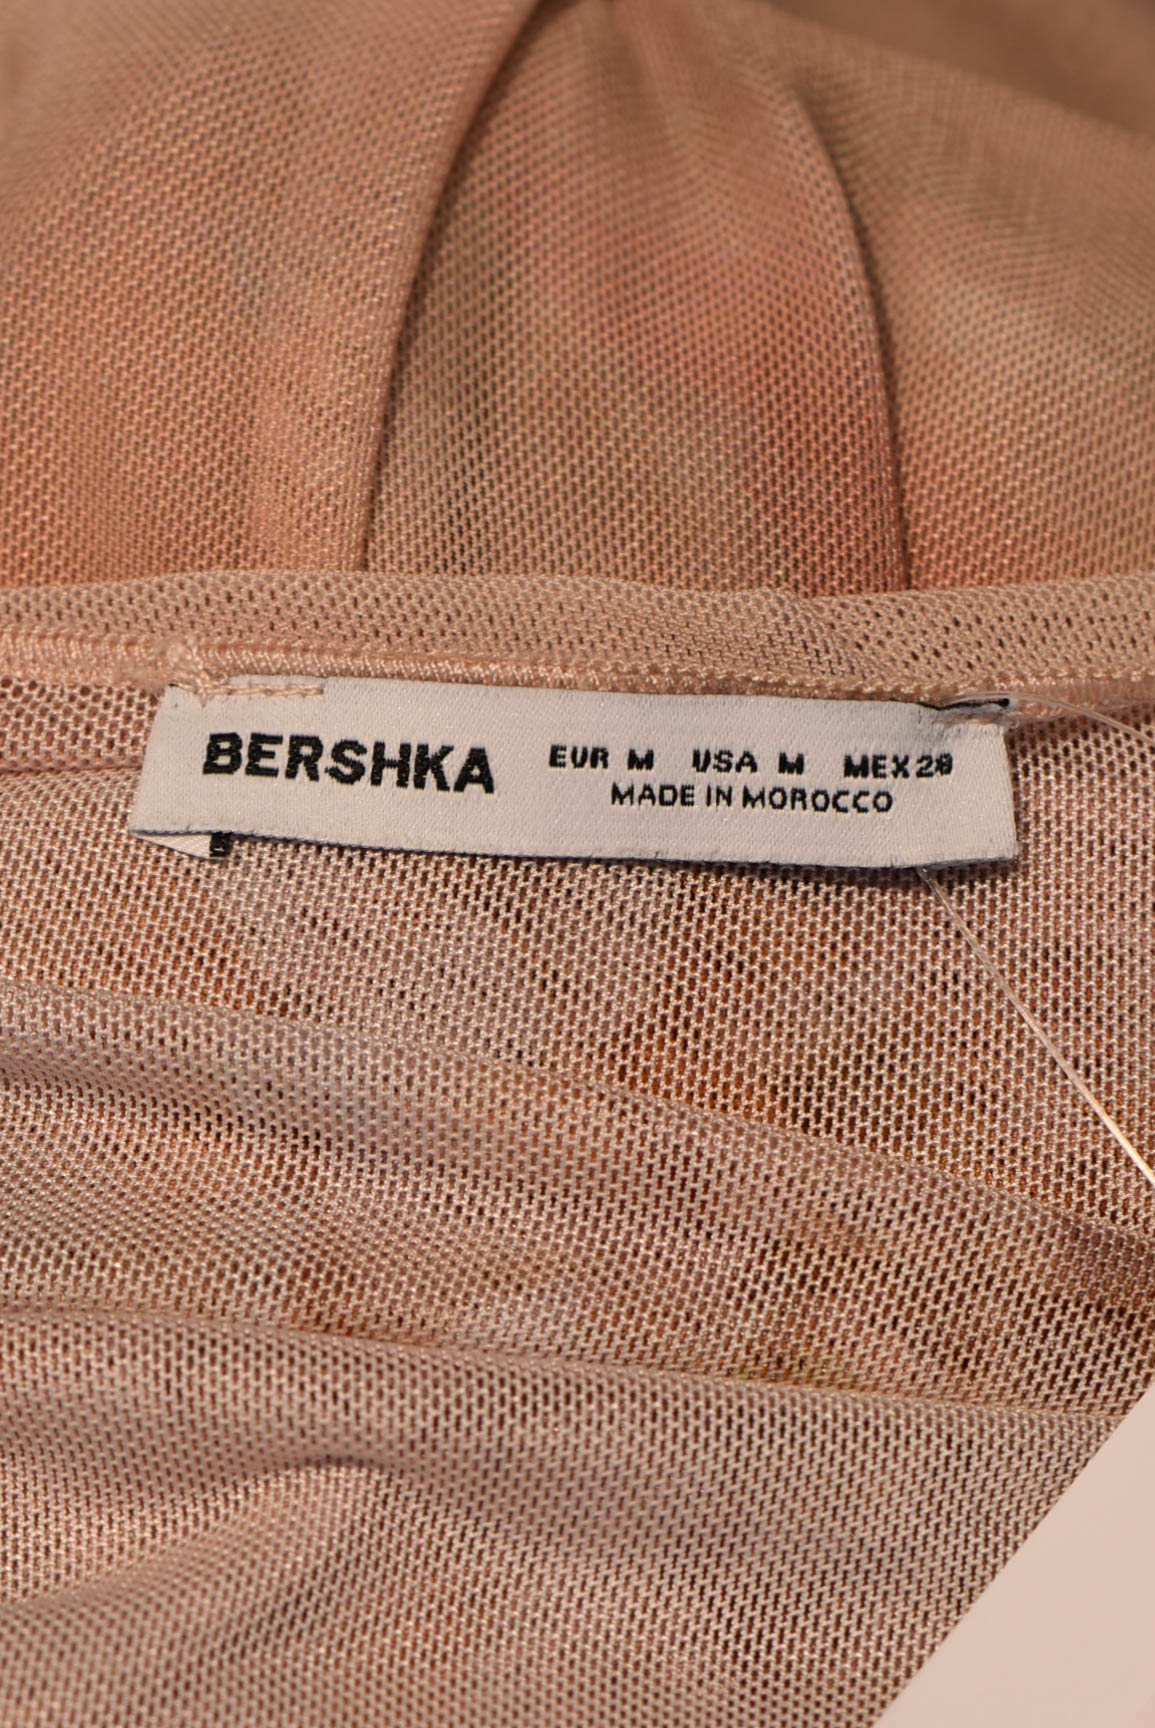 BERSHKA
EUR M USA M MEX 28
MADE IN MOROCCO